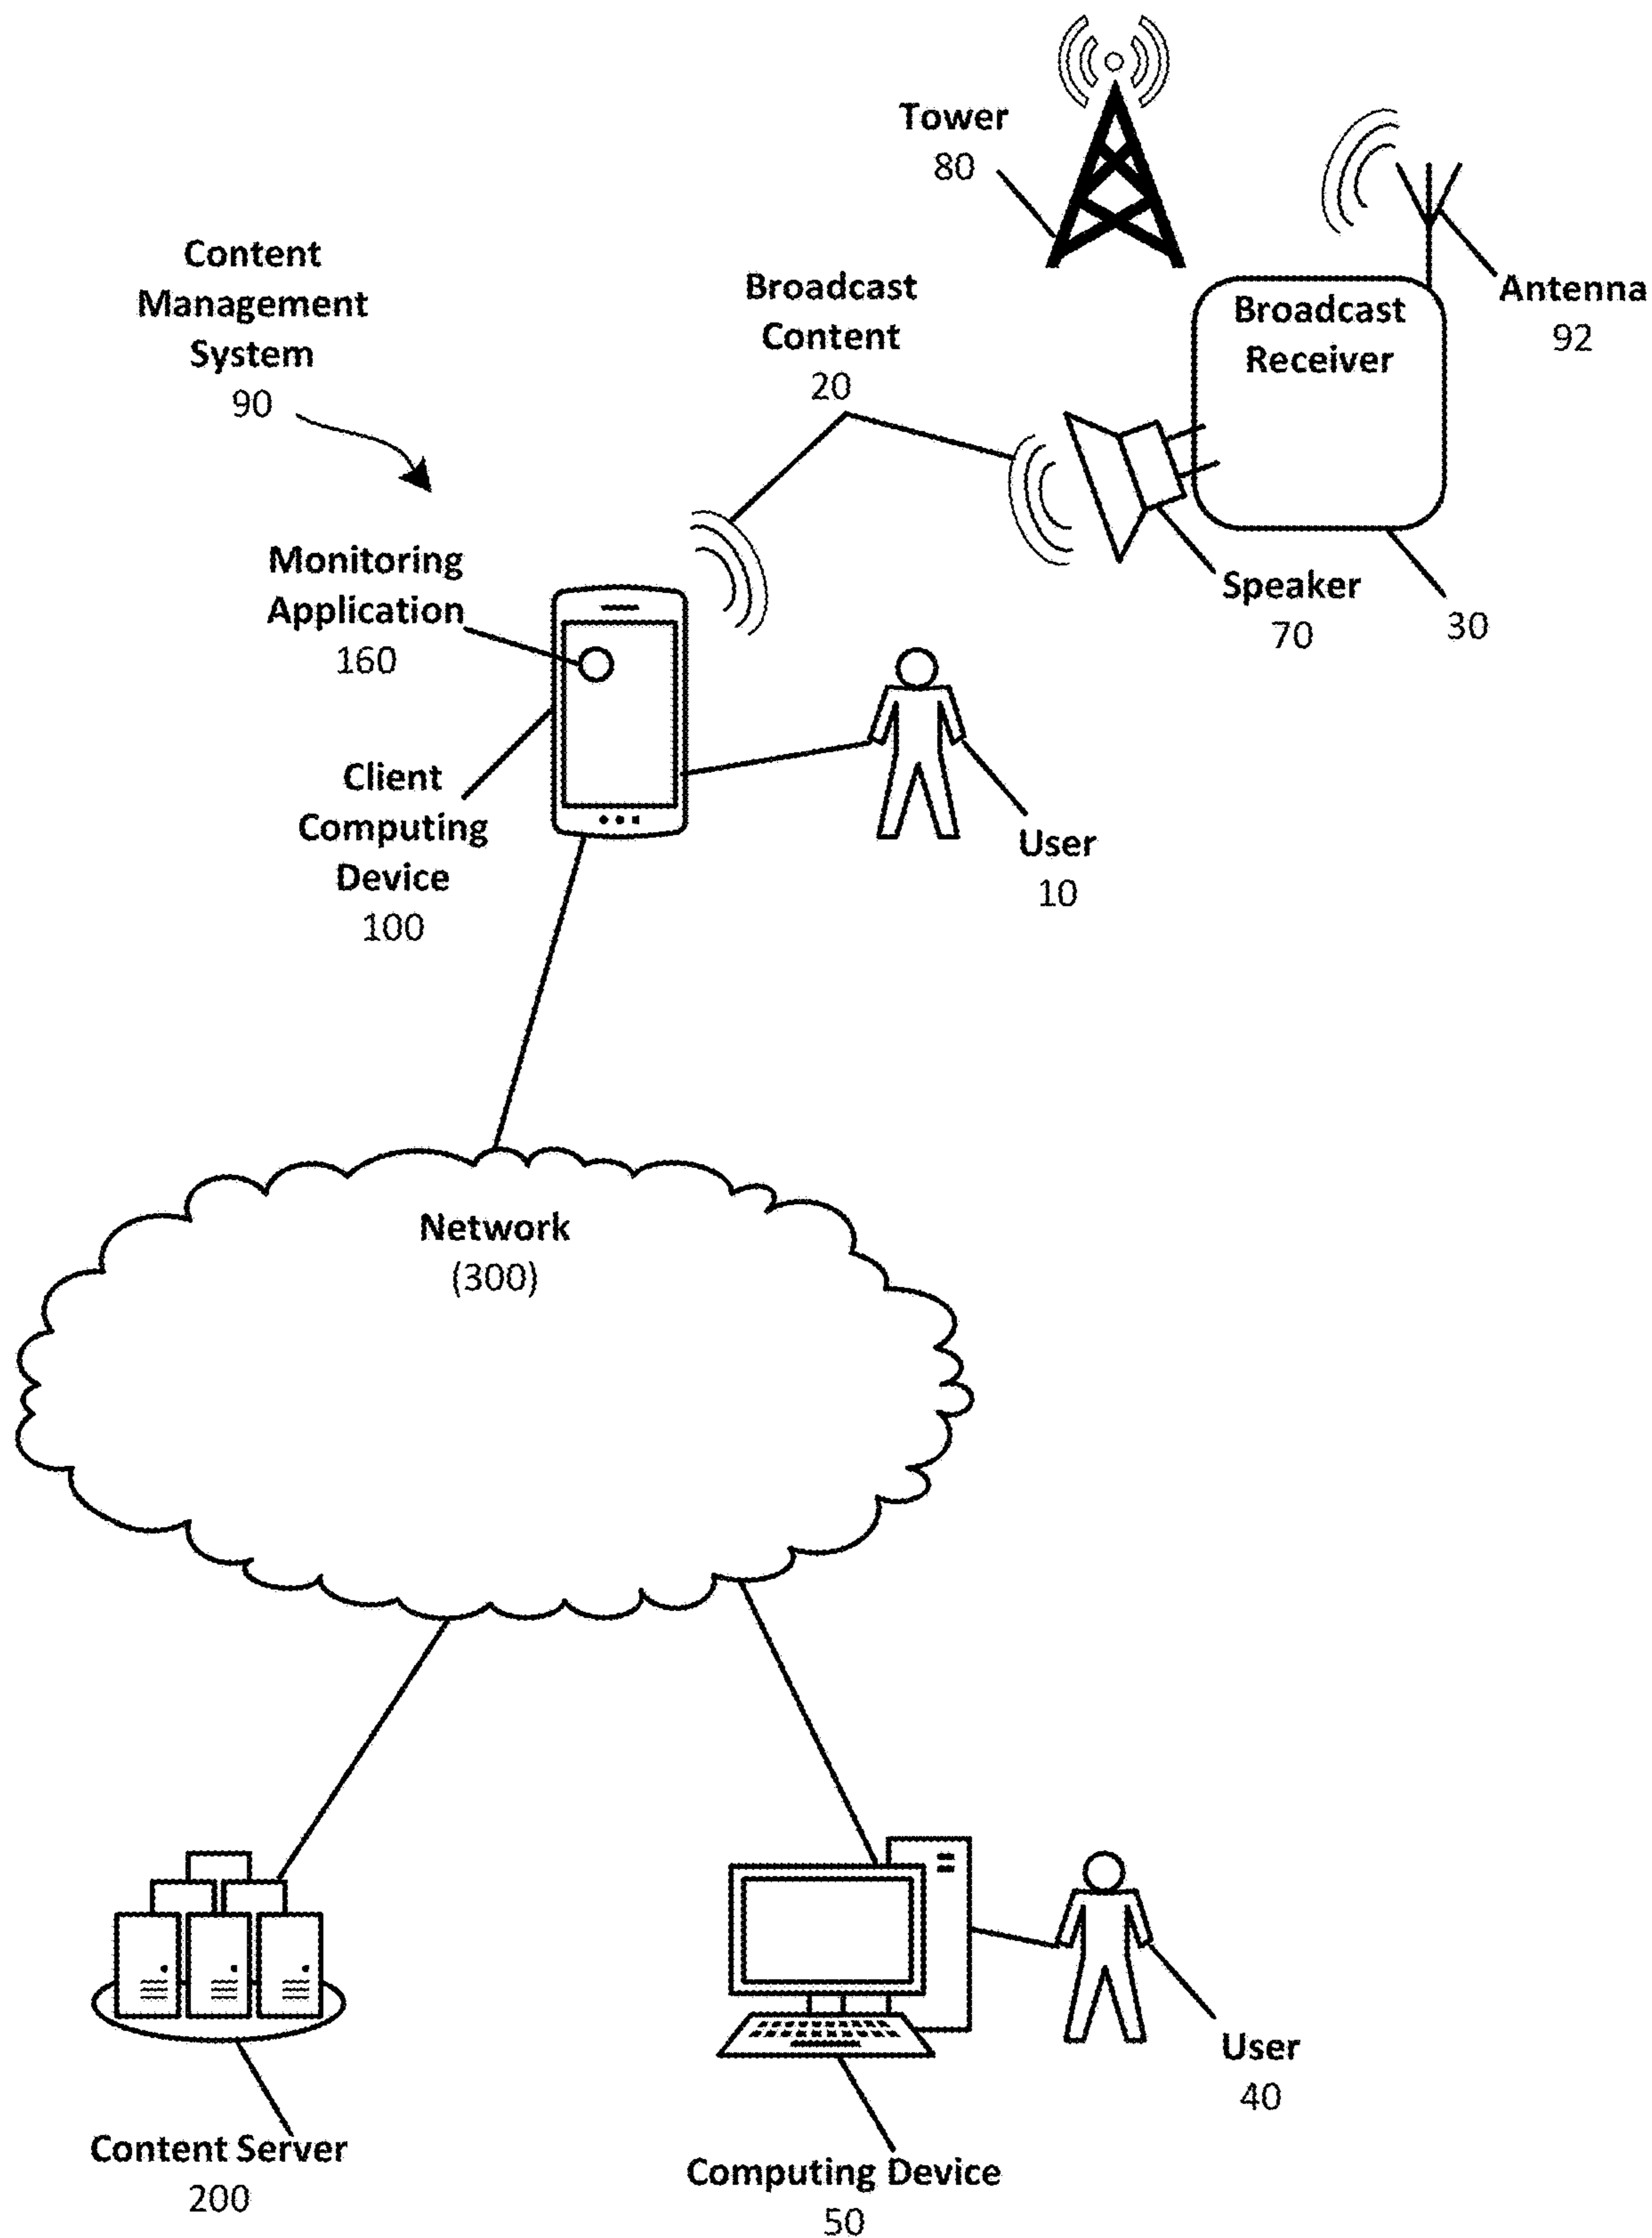 Tower
80
Content
Management
System
90
Broadcast
Content
20
Broadcast
Receiver
Antenna
92
Monitoring
Application
160
Speaker
70
30
Client
Computing
Device
100
User
10
Network
(300)
User
40
Content Server
200
Computing Device
50